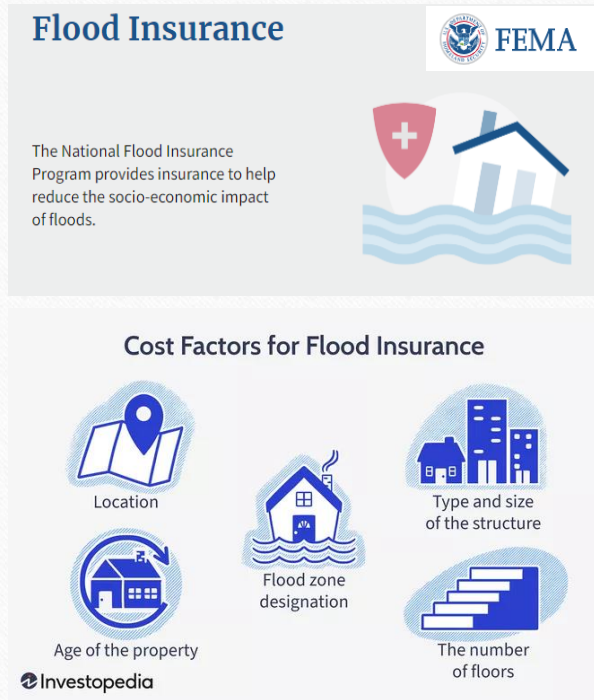 Flood Insurance
FEMA
The National Flood Insurance
Program provides insurance to help
reduce the socio-economic impact
of floods.
Cost Factors for Flood Insurance
Location
Type and size
of the structure
Flood zone
designation
Age of the property
The number
of floors
Investopedia